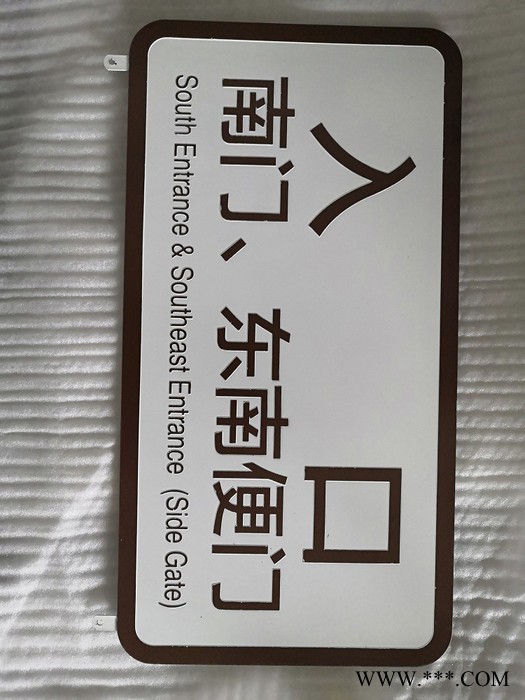 入口
南门、东南便门
South Entrance & Southeast Entrance (Side Gate)
www.***.COM